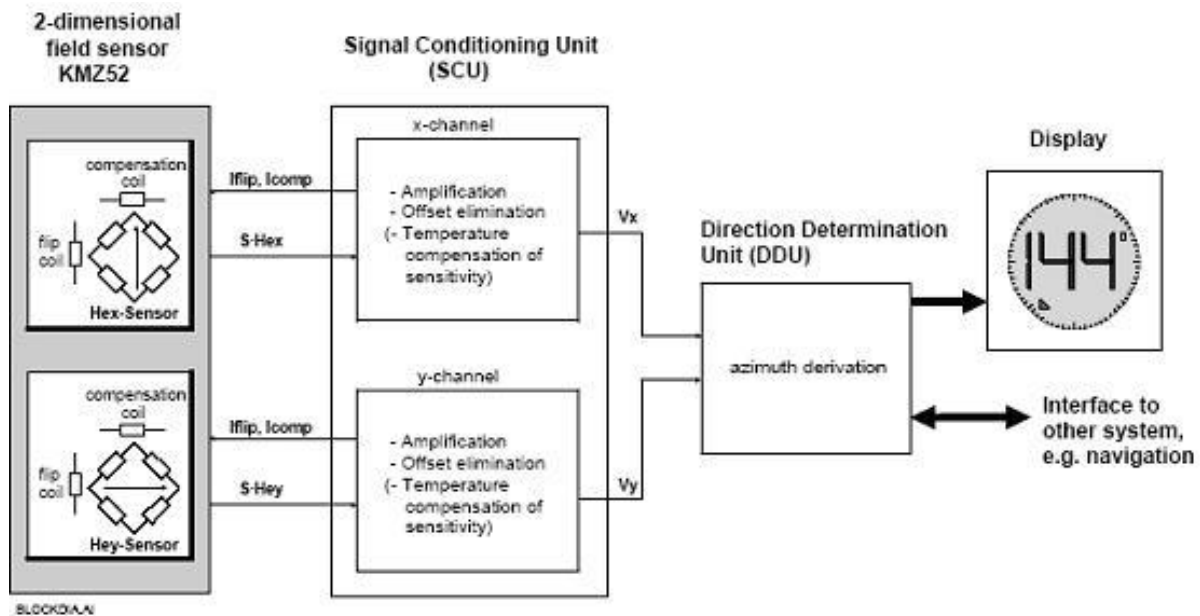 2-dimensional
field sensor
KMZ52
Signal Conditioning Unit
(SCU)
x-channel
compensation
coil
flip
coil
Hex-Sensor
Iflip, Icomp
S·Hex
- Amplification
- Offset elimination
(- Temperature
compensation of
sensitivity)
Vx
Direction Determination
Unit (DDU)
azimuth derivation
Display
144°
Interface to
other system,
e.g. navigation
y-channel
compensation
coil
flip
coil
Hey-Sensor
Iflip, Icomp
S·Hey
- Amplification
- Offset elimination
(- Temperature
compensation of
sensitivity)
Vy
BLOCKDIA.AI